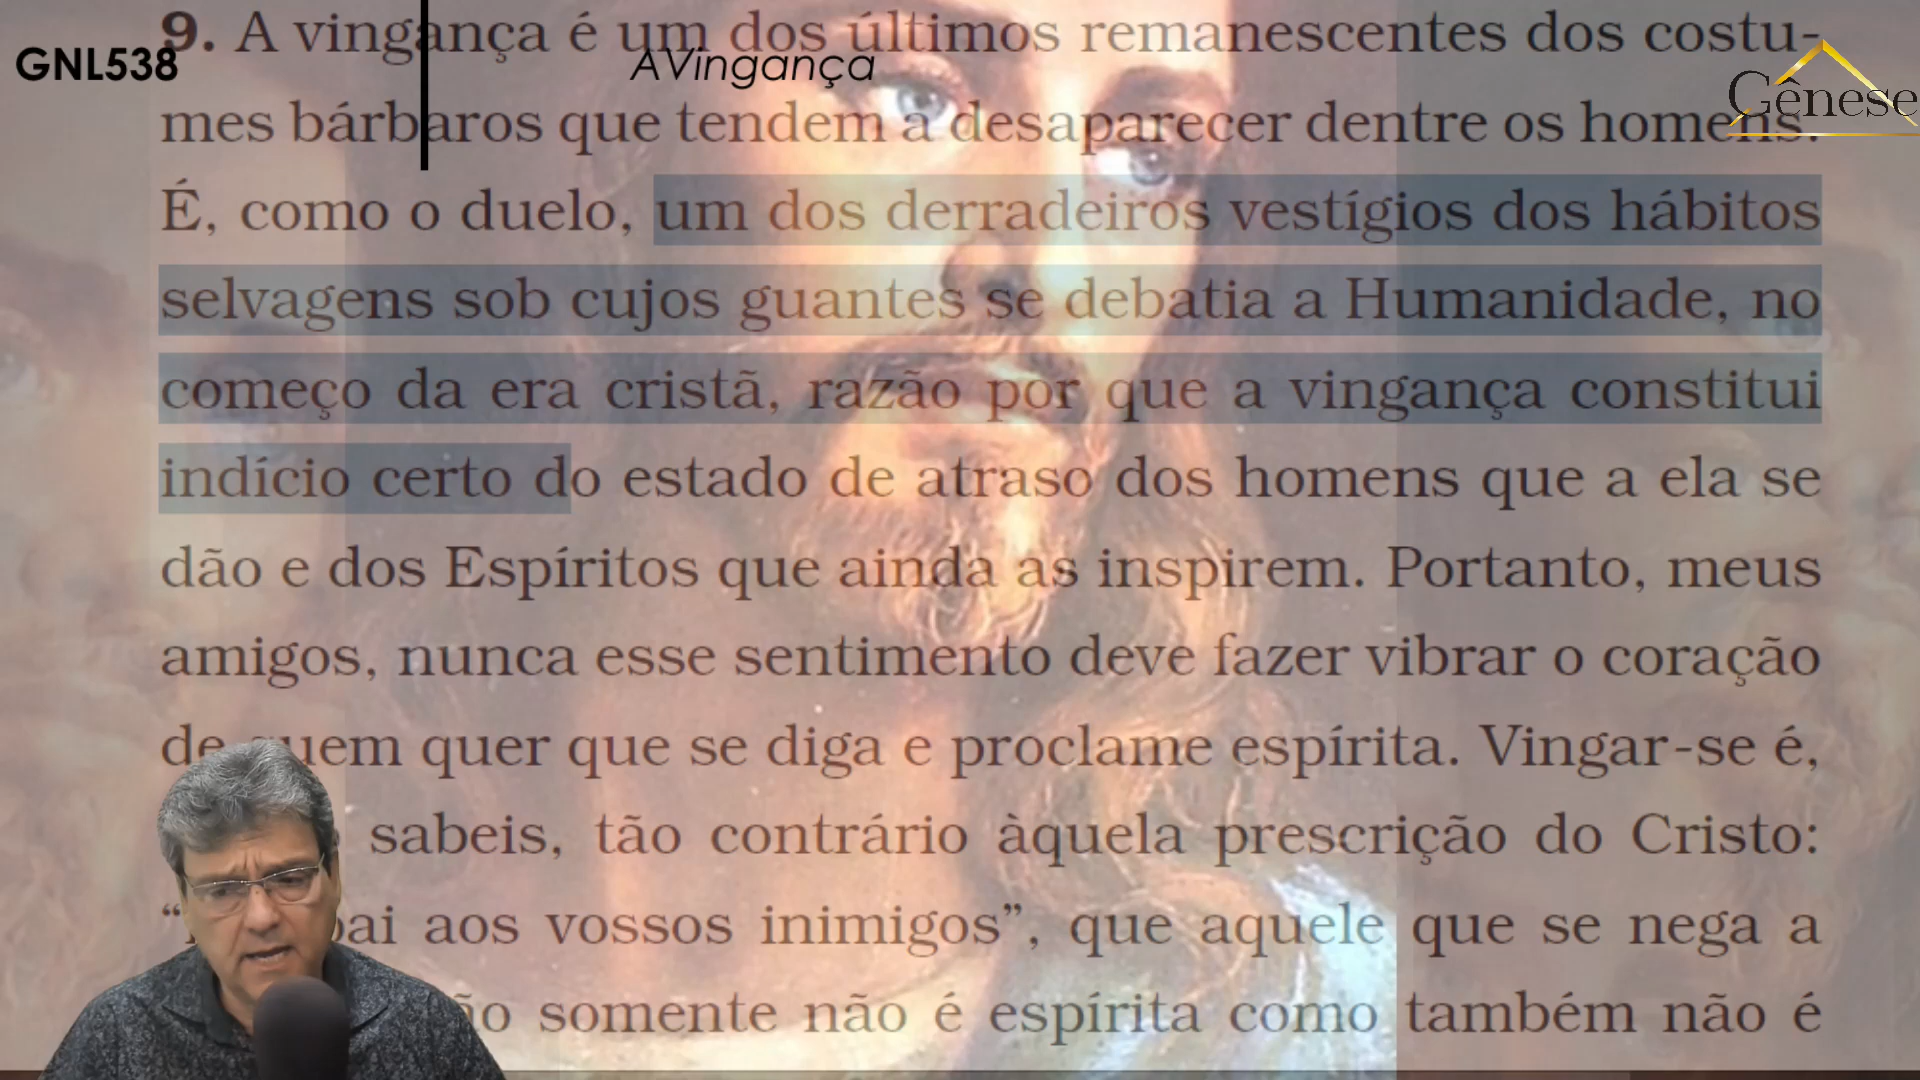 GNL538
AVingança
Gênese
9. A vingança é um dos últimos remanescentes dos costu-
mes bárbaros que tendem a desaparecer dentre os homens.
É, como o duelo, um dos derradeiros vestígios dos hábitos
selvagens sob cujos guantes se debatia a Humanidade, no
começo da era cristã, razão por que a vingança constitui
indício certo do estado de atraso dos homens que a ela se
dão e dos Espíritos que ainda as inspirem. Portanto, meus
amigos, nunca esse sentimento deve fazer vibrar o coração
de quem quer que se diga e proclame espírita. Vingar-se é,
sabeis, tão contrário àquela prescrição do Cristo:
aos vossos inimigos”, que aquele que se nega a
somente não é espírita como também não é